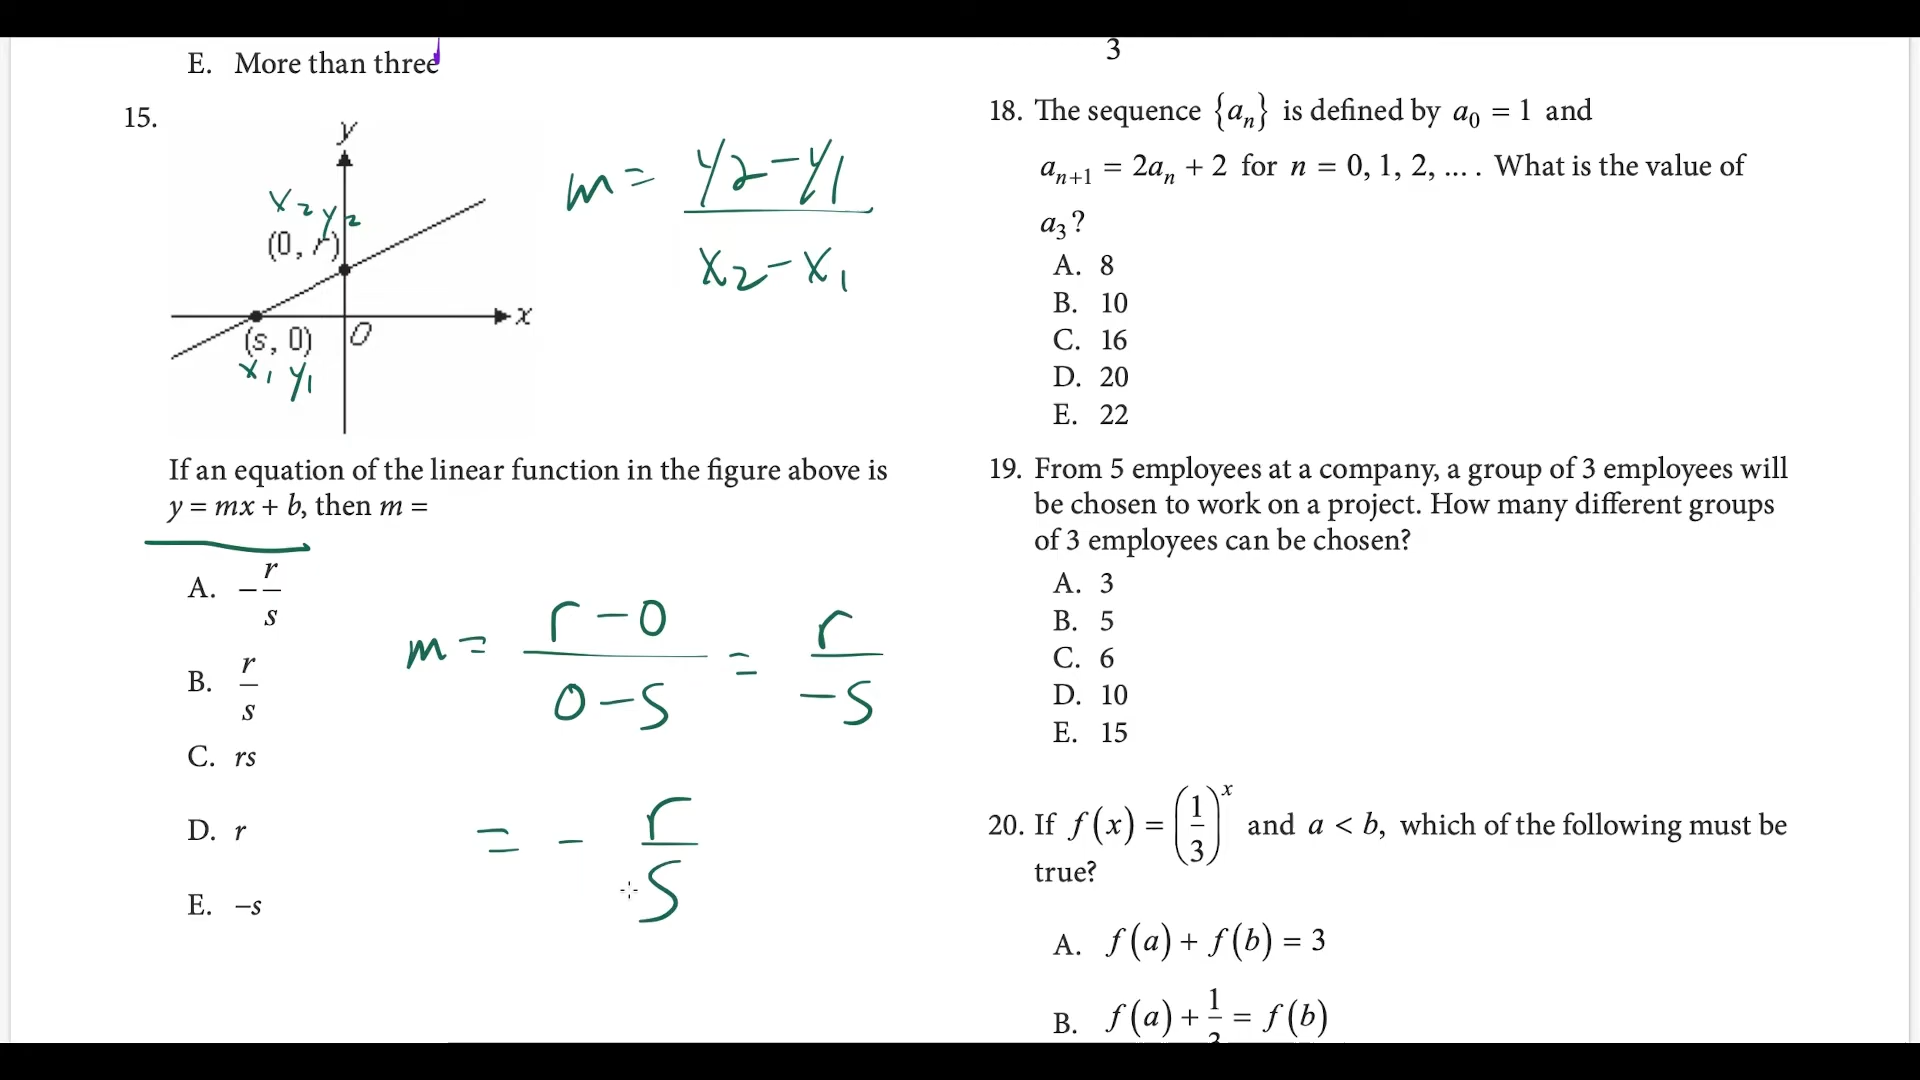 E. More than three
15.
y
x2 y2
(0, r)
x
(s, 0) O
x1 y1
m = y2 - y1 / x2 - x1
If an equation of the linear function in the figure above is
y = mx + b, then m =
A. -r/s
B. r/s
C. rs
D. r
E. –s
m = r - 0 / 0 - s = r / -s
= - r/s
3
18. The sequence {aₙ} is defined by a₀ = 1 and
aₙ₊₁ = 2aₙ + 2 for n = 0, 1, 2, ... . What is the value of
a₃?
A. 8
B. 10
C. 16
D. 20
E. 22
19. From 5 employees at a company, a group of 3 employees will
be chosen to work on a project. How many different groups
of 3 employees can be chosen?
A. 3
B. 5
C. 6
D. 10
E. 15
20. If f(x) = (1/3)ˣ and a < b, which of the following must be
true?
A. f(a) + f(b) = 3
B. f(a) + 1/3 = f(b)